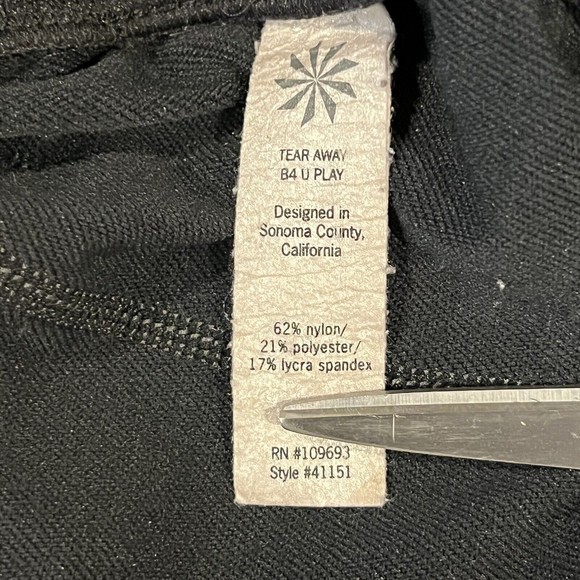 TEAR AWAY
B4 U PLAY
Designed in
Sonoma County,
California
62% nylon/
21% polyester/
17% lycra spandex
RN #109693
Style #41151